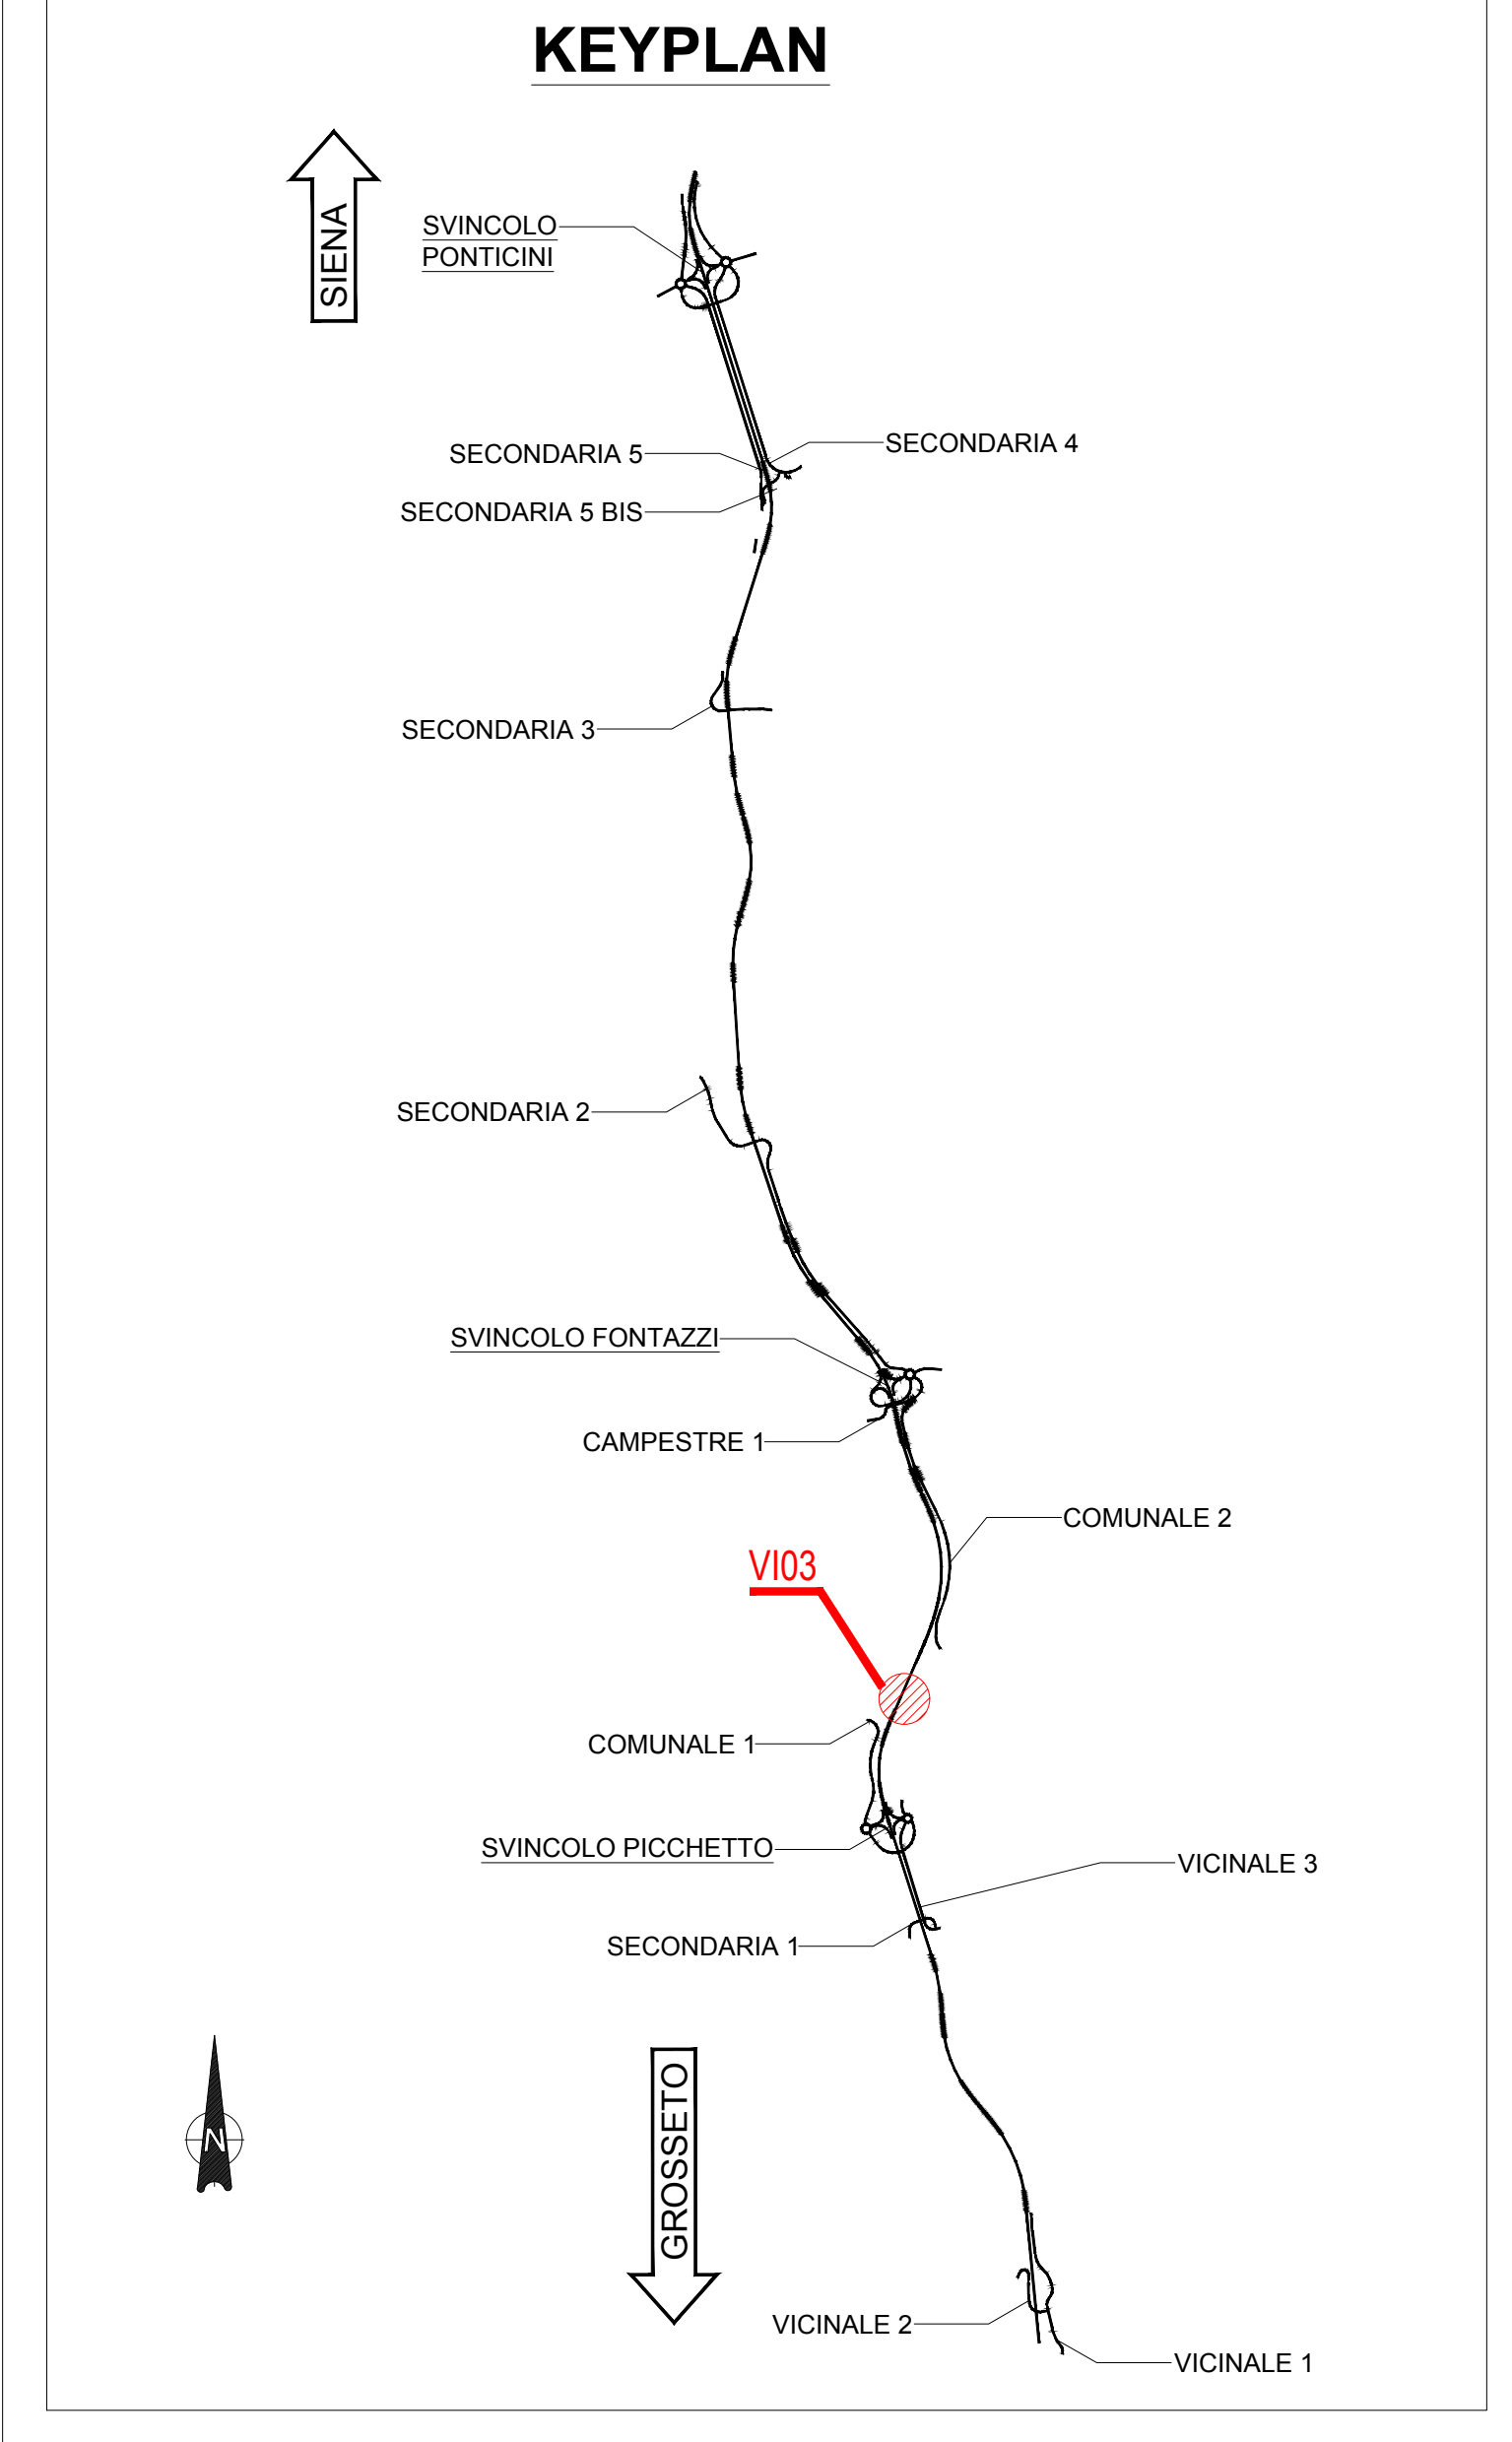 KEYPLAN
SIENA
SVINCOLO
PONTICINI
SECONDARIA 4
SECONDARIA 5
SECONDARIA 5 BIS
SECONDARIA 3
SECONDARIA 2
SVINCOLO FONTAZZI
CAMPESTRE 1
COMUNALE 2
VI03
COMUNALE 1
SVINCOLO PICCHETTO
VICINALE 3
SECONDARIA 1
N
GROSSETO
VICINALE 2
VICINALE 1